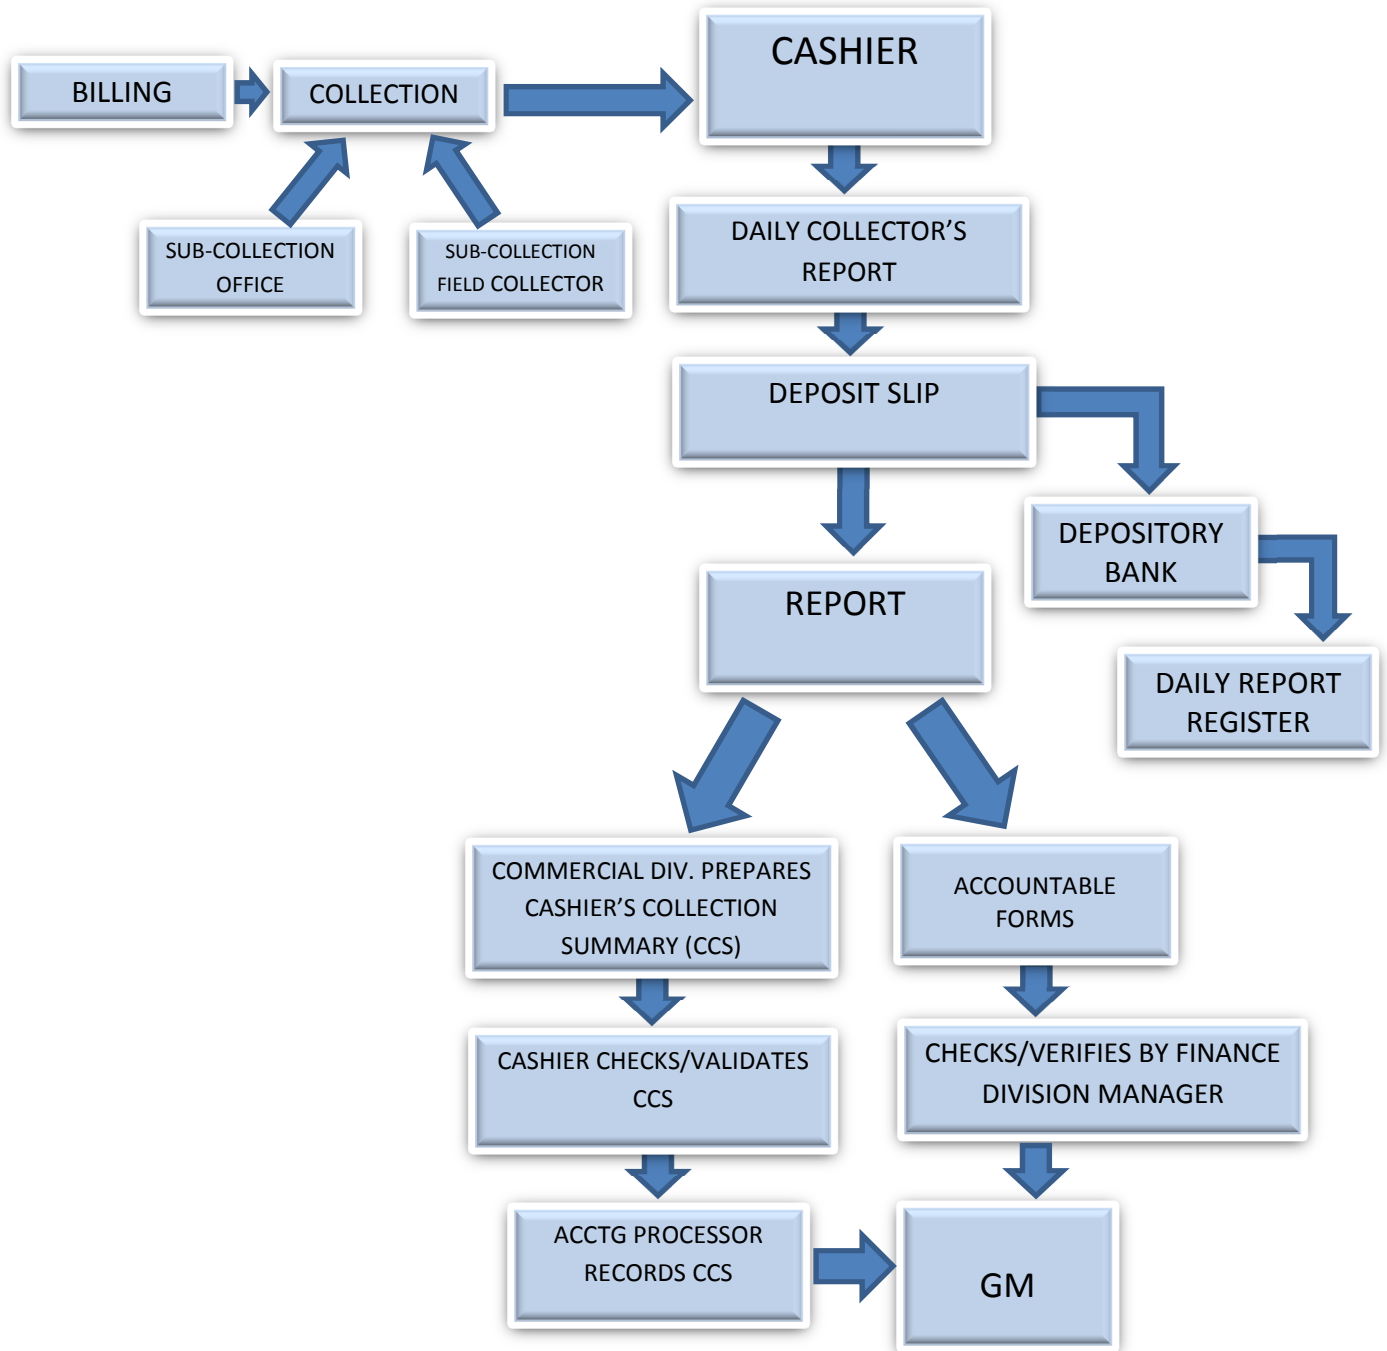 CASHIER
BILLING
COLLECTION
SUB-COLLECTION
OFFICE
SUB-COLLECTION
FIELD COLLECTOR
DAILY COLLECTOR’S
REPORT
DEPOSIT SLIP
DEPOSITORY
BANK
REPORT
DAILY REPORT
REGISTER
COMMERCIAL DIV. PREPARES
CASHIER’S COLLECTION
SUMMARY (CCS)
ACCOUNTABLE
FORMS
CASHIER CHECKS/VALIDATES
CCS
CHECKS/VERIFIES BY FINANCE
DIVISION MANAGER
ACCTG PROCESSOR
RECORDS CCS
GM